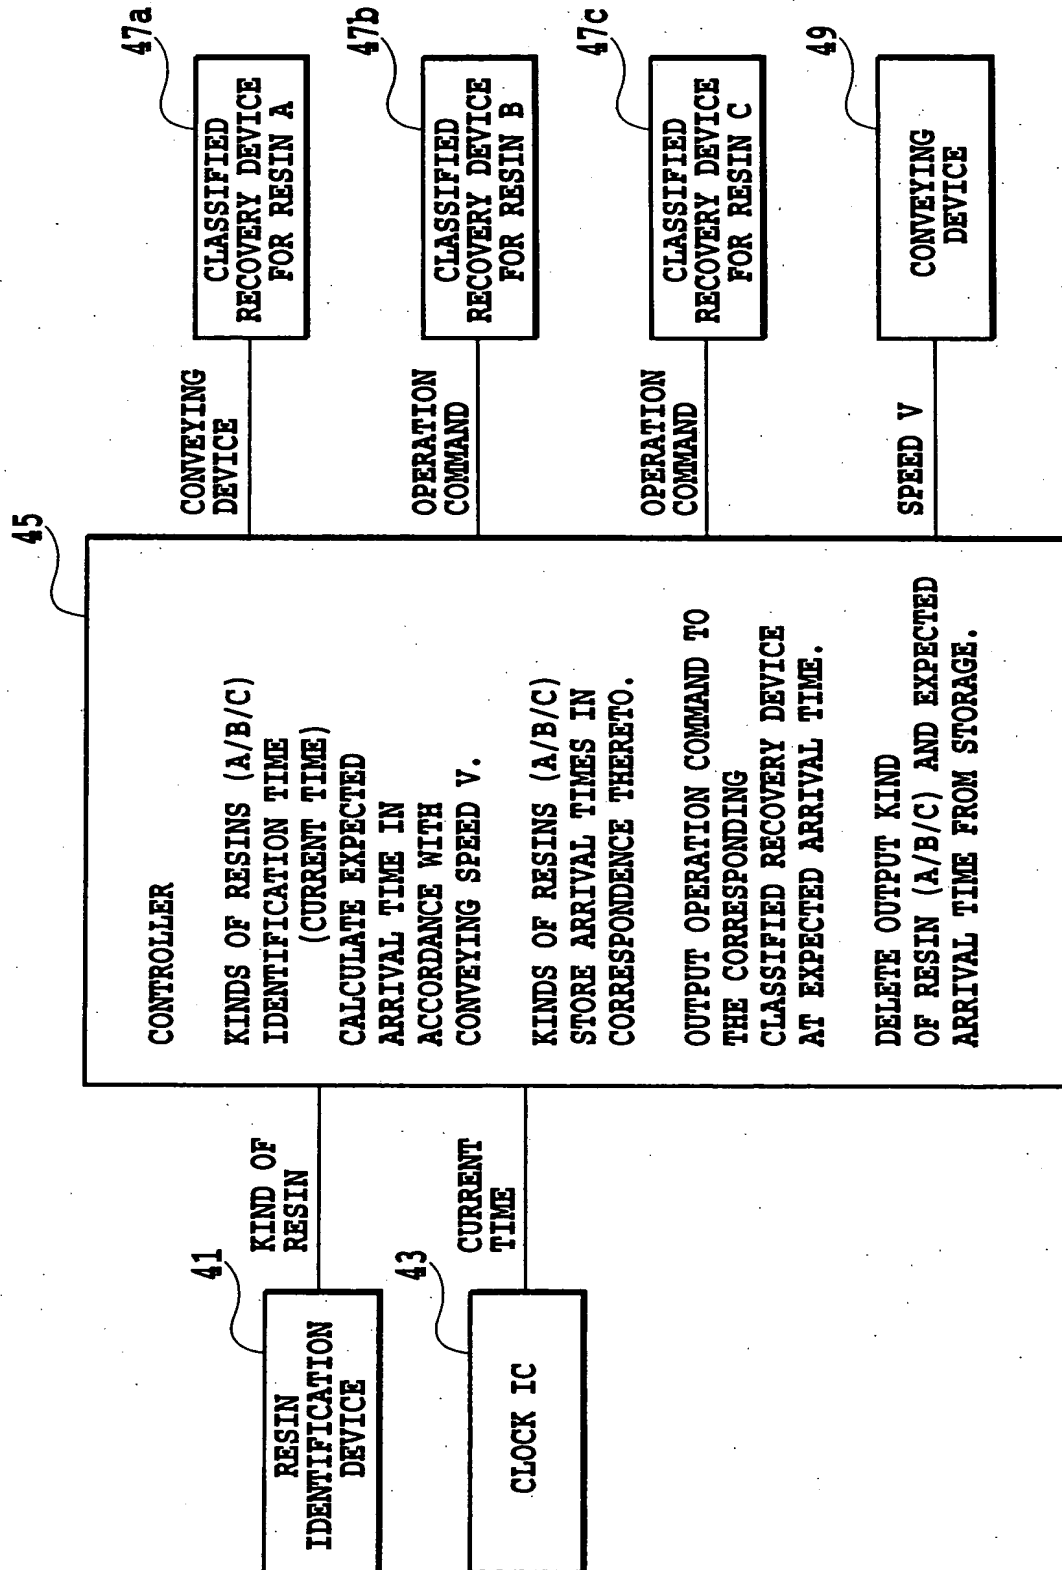 41
RESIN
IDENTIFICATION
DEVICE
KIND OF
RESIN
43
CLOCK IC
CURRENT
TIME
45
CONTROLLER
KINDS OF RESINS (A/B/C)
IDENTIFICATION TIME
(CURRENT TIME)
CALCULATE EXPECTED
ARRIVAL TIME IN
ACCORDANCE WITH
CONVEYING SPEED V.
KINDS OF RESINS (A/B/C)
STORE ARRIVAL TIMES IN
CORRESPONDENCE THERETO.
OUTPUT OPERATION COMMAND TO
THE CORRESPONDING
CLASSIFIED RECOVERY DEVICE
AT EXPECTED ARRIVAL TIME.
DELETE OUTPUT KIND
OF RESIN (A/B/C) AND EXPECTED
ARRIVAL TIME FROM STORAGE.
CONVEYING
DEVICE
47a
CLASSIFIED
RECOVERY DEVICE
FOR RESIN A
OPERATION
COMMAND
47b
CLASSIFIED
RECOVERY DEVICE
FOR RESIN B
OPERATION
COMMAND
47c
CLASSIFIED
RECOVERY DEVICE
FOR RESIN C
SPEED V
49
CONVEYING
DEVICE